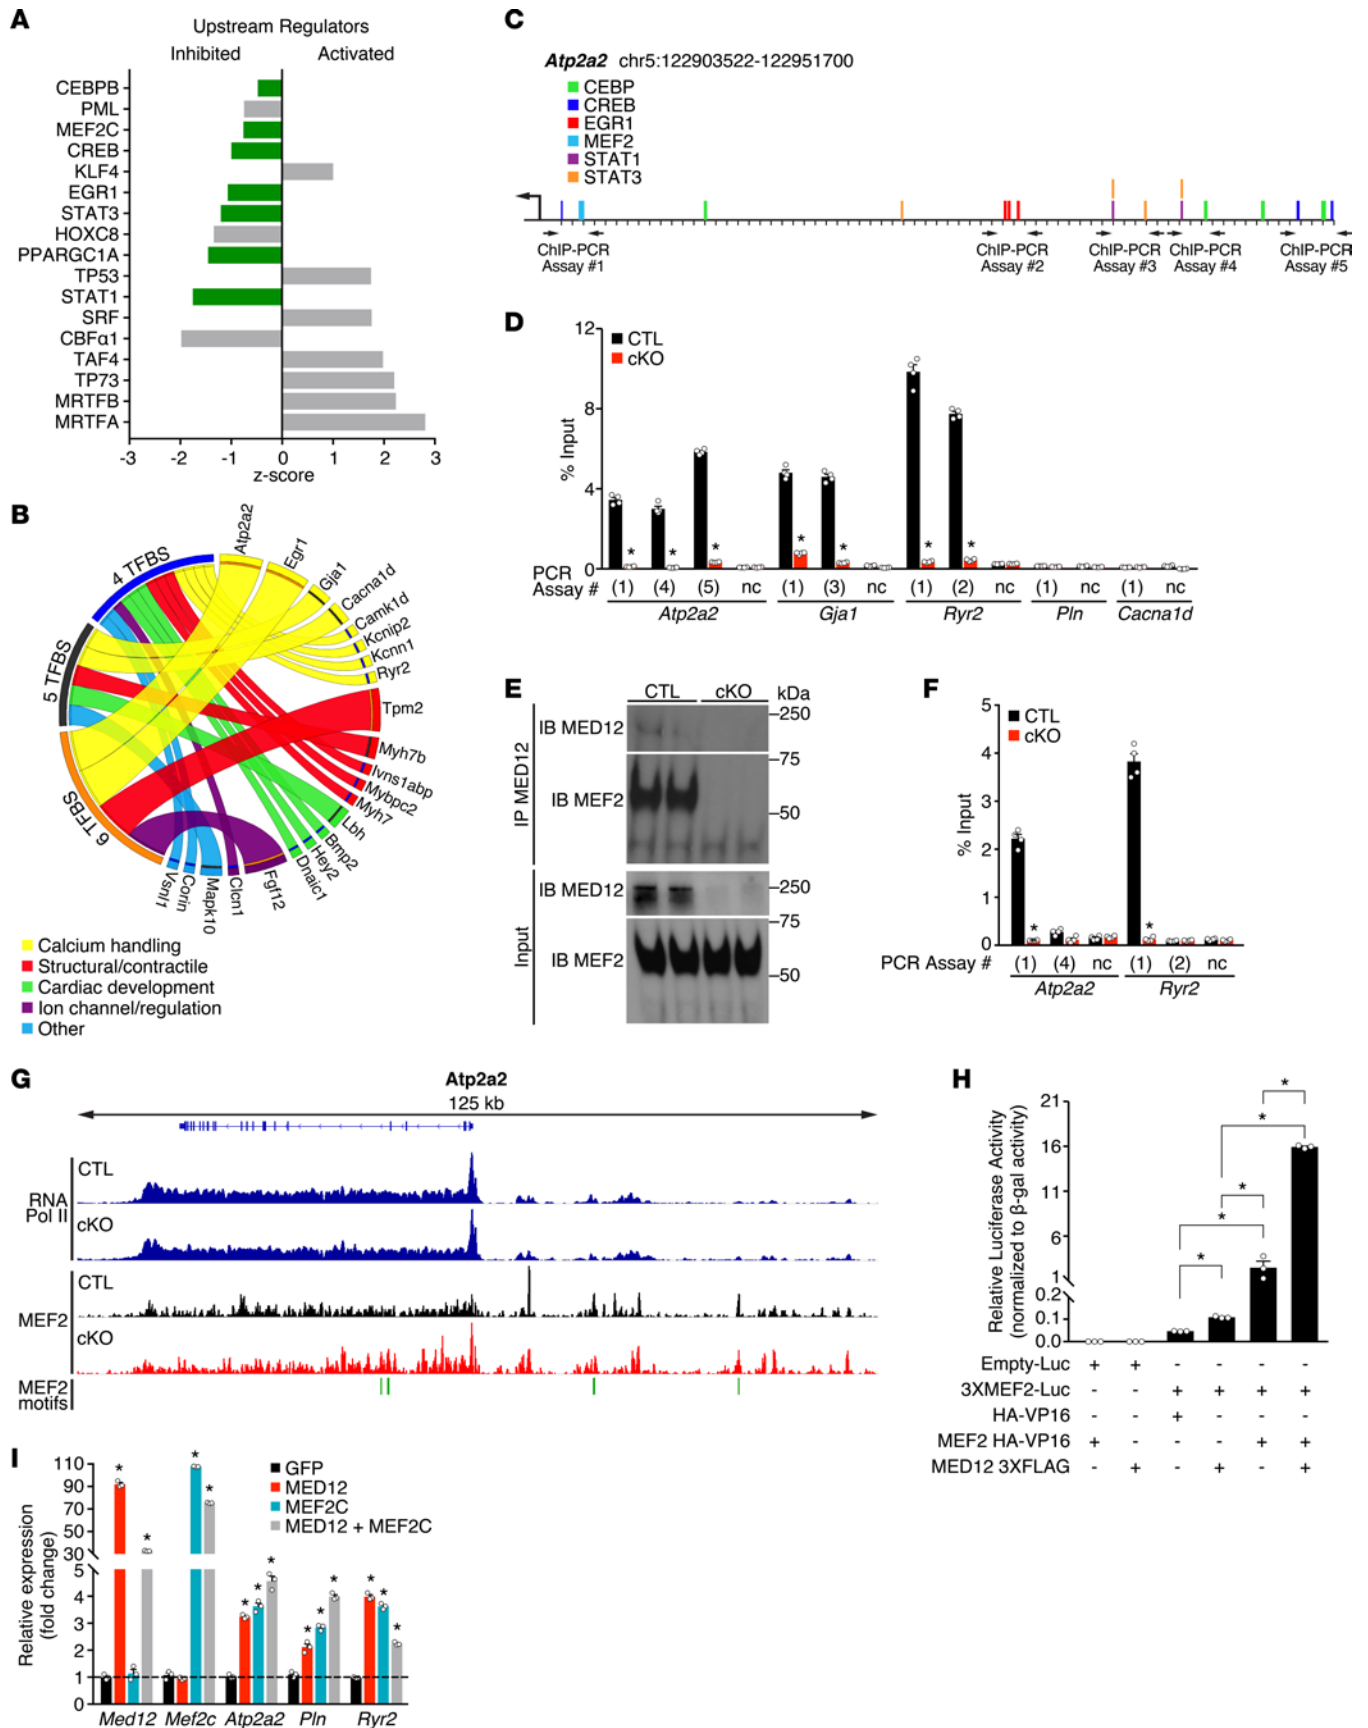 A
Upstream Regulators
Inhibited Activated
CEBPB
PML
MEF2C
CREB
KLF4
EGR1
STAT3
HOXC8
PPARGC1A
TP53
STAT1
SRF
CBFα1
TAF4
TP73
MRTFB
MRTFA
-3 -2 -1 0 1 2 3
z-score
B
4 TFBS
5 TFBS
6 TFBS
Atp2a2
Egr1
Gja1
Cacna1d
Camk1d
Kcnip2
Kcnn1
Ryr2
Tpm2
Myh7b
Ivns1abp
Mybpc2
Myh7
Lbh
Bmp2
Hey2
Dnaic1
Fgf12
Clcn1
Mapk10
Corin
Vsnl1
Calcium handling
Structural/contractile
Cardiac development
Ion channel/regulation
Other
C
Atp2a2 chr5:122903522-122951700
CEBP
CREB
EGR1
MEF2
STAT1
STAT3
ChIP-PCR ChIP-PCR ChIP-PCR ChIP-PCR ChIP-PCR
Assay #1 Assay #2 Assay #3 Assay #4 Assay #5
D
CTL
cKO
% Input
12
8
4
0
* * * * * * *
PCR
Assay # (1) (4) (5) nc (1) (3) nc (1) (2) nc (1) nc (1) nc
Atp2a2 Gja1 Ryr2 Pln Cacna1d
E
CTL cKO kDa
IP MED12
IB MED12
250
75
IB MEF2
50
Input
IB MED12
250
75
IB MEF2
50
F
CTL
cKO
% Input
5
4
3
2
1
0
* *
PCR Assay # (1) (4) nc (1) (2) nc
Atp2a2 Ryr2
G
Atp2a2
125 kb
RNA
Pol II
CTL
cKO
MEF2
CTL
cKO
MEF2
motifs
H
Relative Luciferase Activity
(normalized to β-gal activity)
21
16
11
6
1
0.2
0.1
0.0
* * * * *
Empty-Luc + + - - - -
3XMEF2-Luc - - + + + +
HA-VP16 - - + - - -
MEF2 HA-VP16 + - - - + +
MED12 3XFLAG - + - + - +
I
GFP
MED12
MEF2C
MED12 + MEF2C
Relative expression
(fold change)
110
90
70
50
30
5
4
3
2
1
0
* * * * * * * * * * * * *
Med12 Mef2c Atp2a2 Pln Ryr2